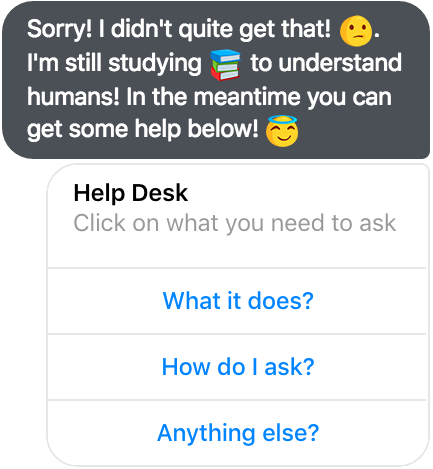 Sorry! I didn't quite get that! 😕.
I'm still studying 📚 to understand
humans! In the meantime you can
get some help below! 😇
Help Desk
Click on what you need to ask
What it does?
How do I ask?
Anything else?